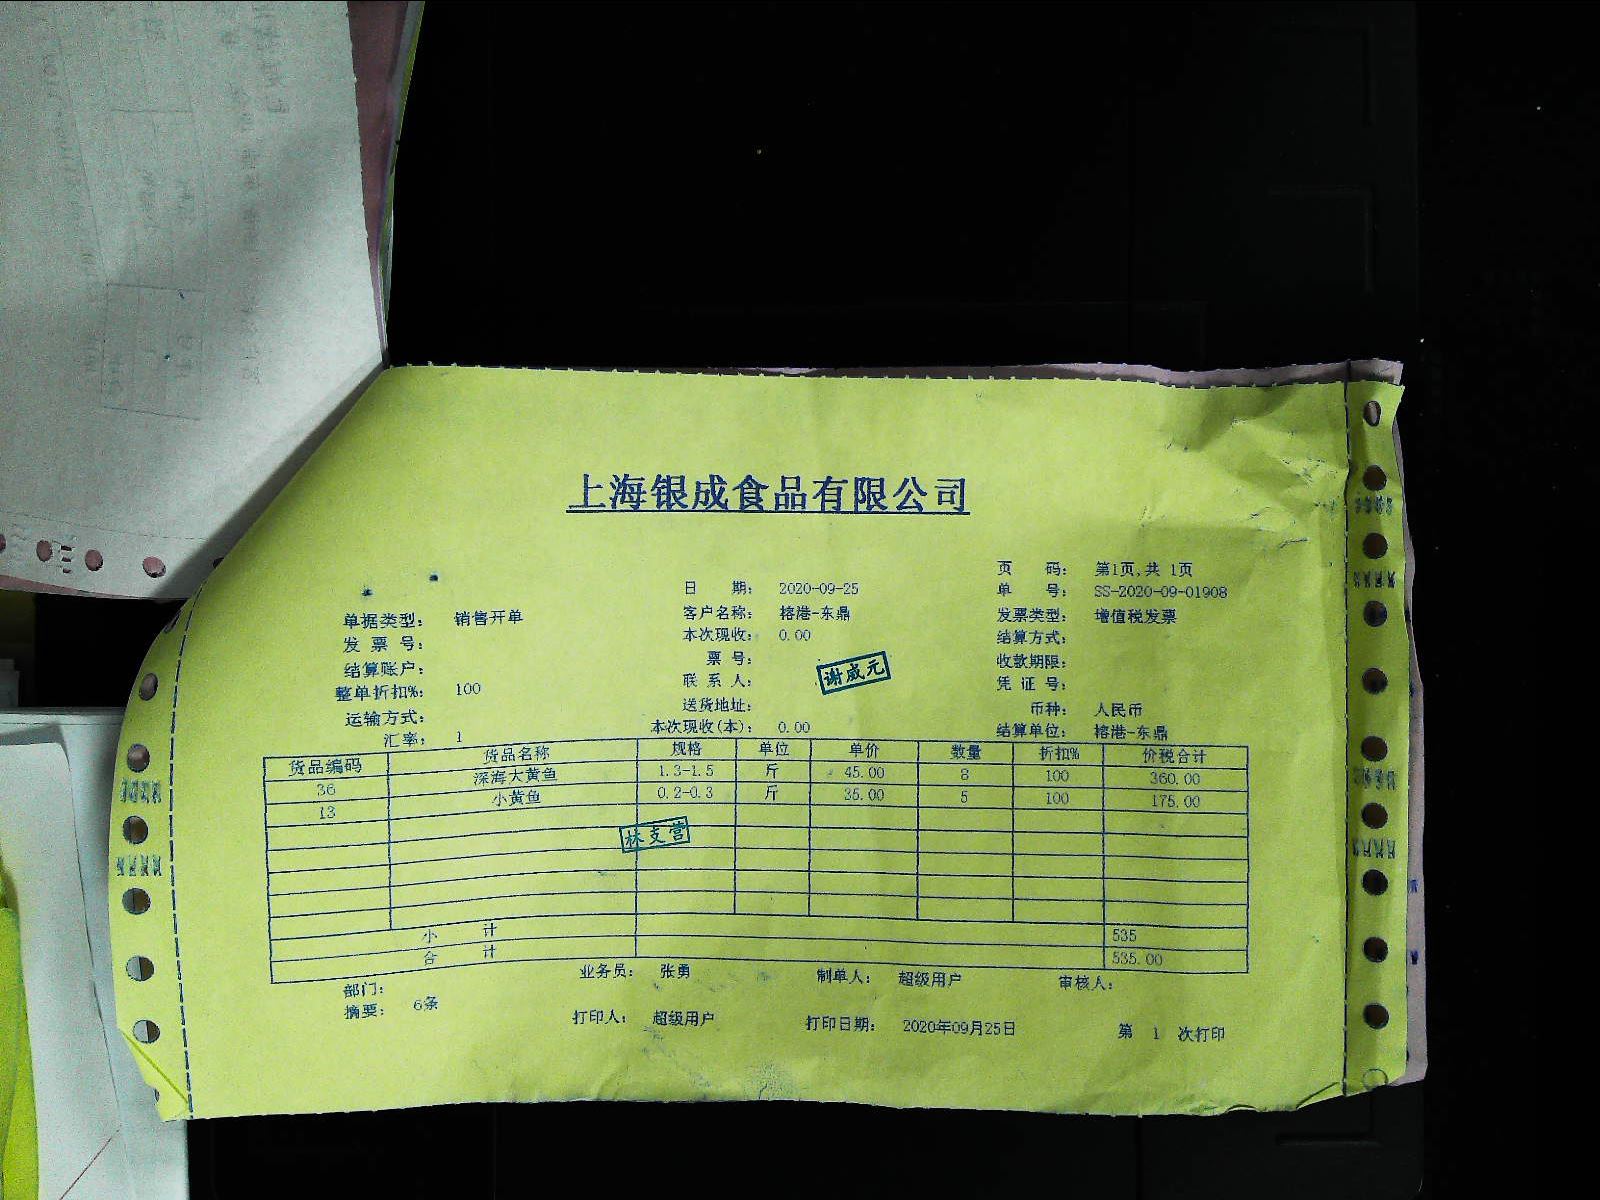 上海银成食品有限公司
页 码: 第1页,共 1页
日 期: 2020-09-25 单 号: SS-2020-09-01908
单据类型: 销售开单 客户名称: 榕港-东鼎 发票类型: 增值税发票
发 票 号: 本次现收: 0.00 结算方式:
结算账户: 票 号: 收款期限:
谢成元
整单折扣%: 100 联 系 人: 凭 证 号:
运输方式: 送货地址: 币种: 人民币
汇率: 1 本次现收(本): 0.00 结算单位: 榕港-东鼎
货品编码 货品名称 规格 单位 单价 数量 折扣% 价税合计
36 深海大黄鱼 1.3-1.5 斤 45.00 8 100 360.00
13 小黄鱼 0.2-0.3 斤 35.00 5 100 175.00
林支营
小 计 535
合 计 535.00
部门: 业务员: 张勇 制单人: 超级用户 审核人:
摘要: 6条
打印人: 超级用户 打印日期: 2020年09月25日 第 1 次打印